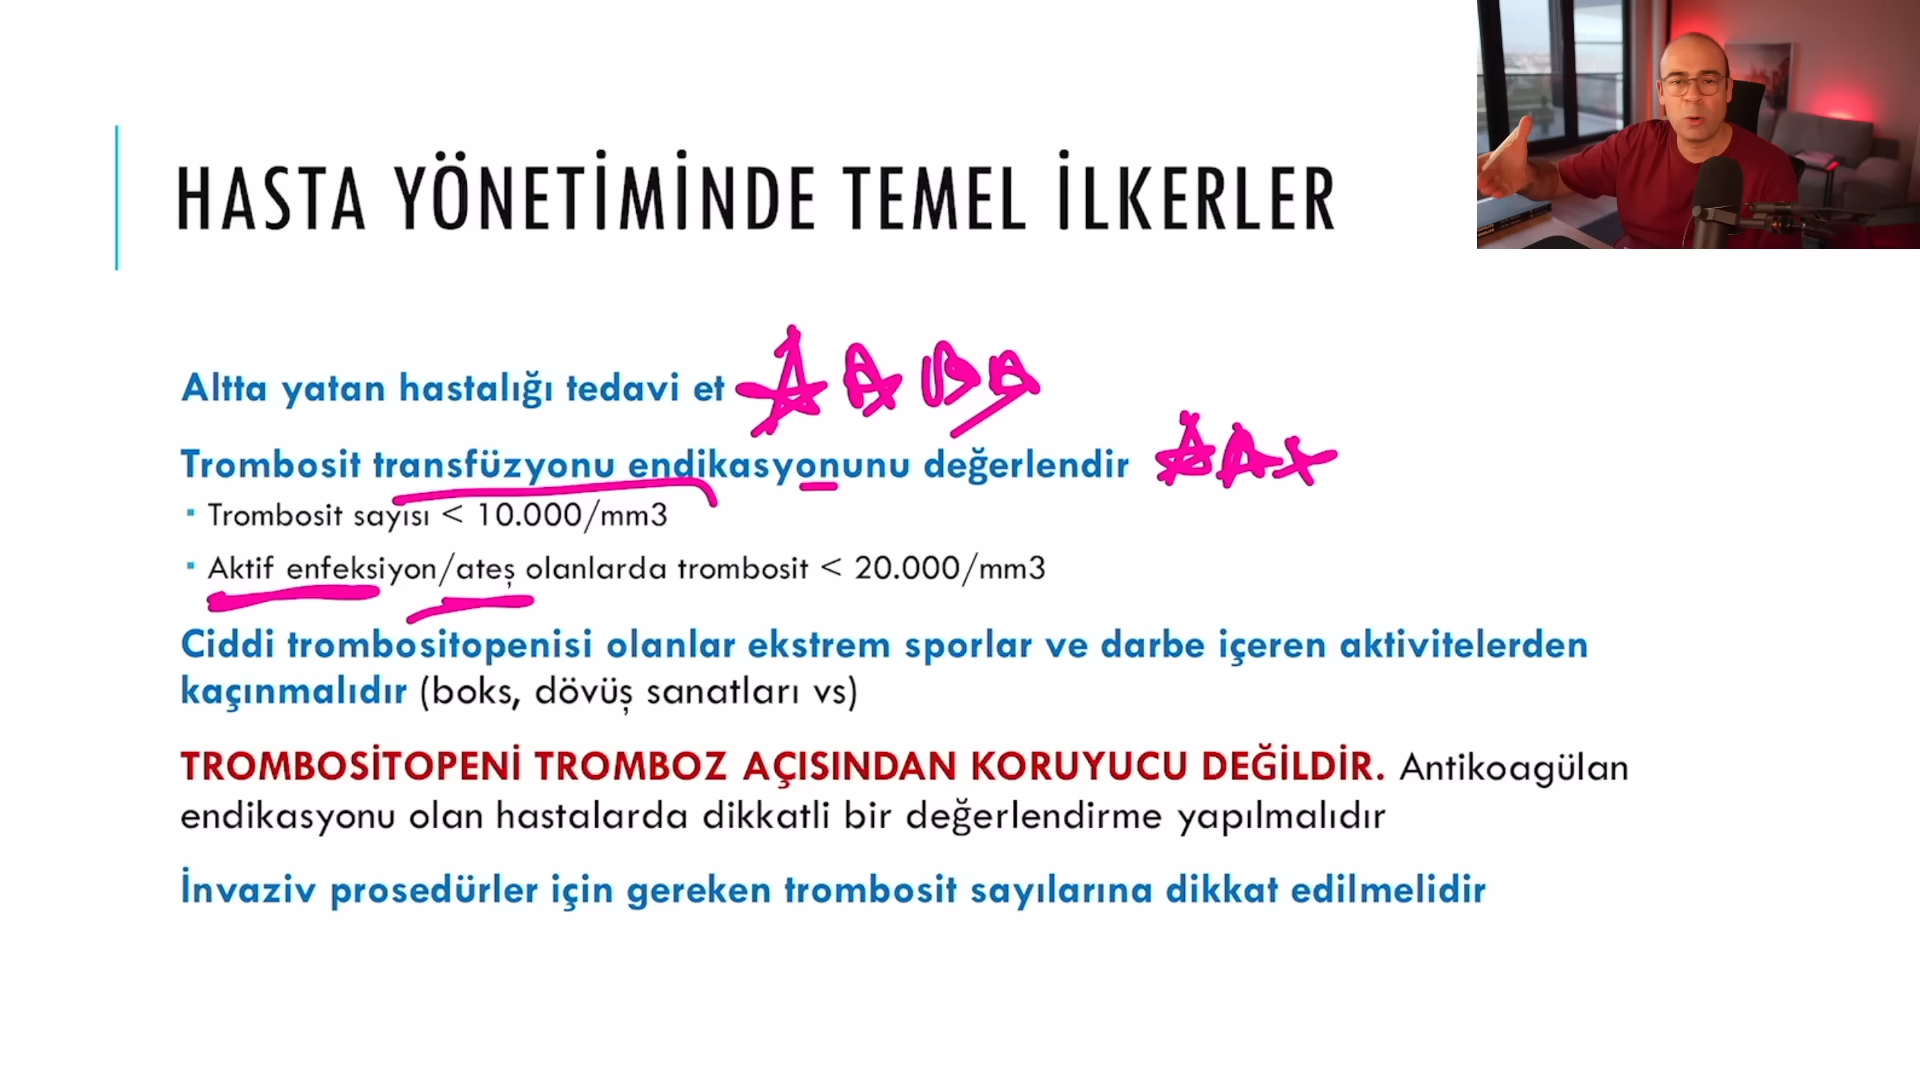 HASTA YÖNETİMİNDE TEMEL İLKERLER
Altta yatan hastalığı tedavi et
Trombosit transfüzyonu endikasyonunu değerlendir
▪ Trombosit sayısı < 10.000/mm3
▪ Aktif enfeksiyon/ateş olanlarda trombosit < 20.000/mm3
Ciddi trombositopenisi olanlar ekstrem sporlar ve darbe içeren aktivitelerden
kaçınmalıdır (boks, dövüş sanatları vs)
TROMBOSİTOPENİ TROMBOZ AÇISINDAN KORUYUCU DEĞİLDİR. Antikoagülan
endikasyonu olan hastalarda dikkatli bir değerlendirme yapılmalıdır
İnvaziv prosedürler için gereken trombosit sayılarına dikkat edilmelidir